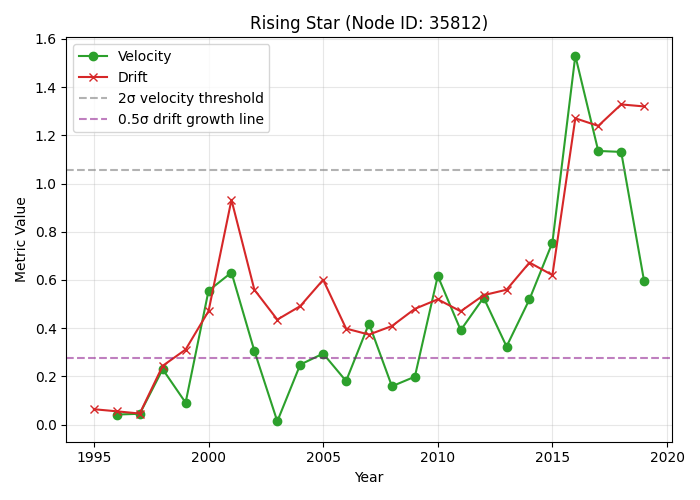 Rising Star (Node ID: 35812)
Velocity
Drift
2σ velocity threshold
0.5σ drift growth line
Metric Value
1.6
1.4
1.2
1.0
0.8
0.6
0.4
0.2
0.0
1995 2000 2005 2010 2015 2020
Year